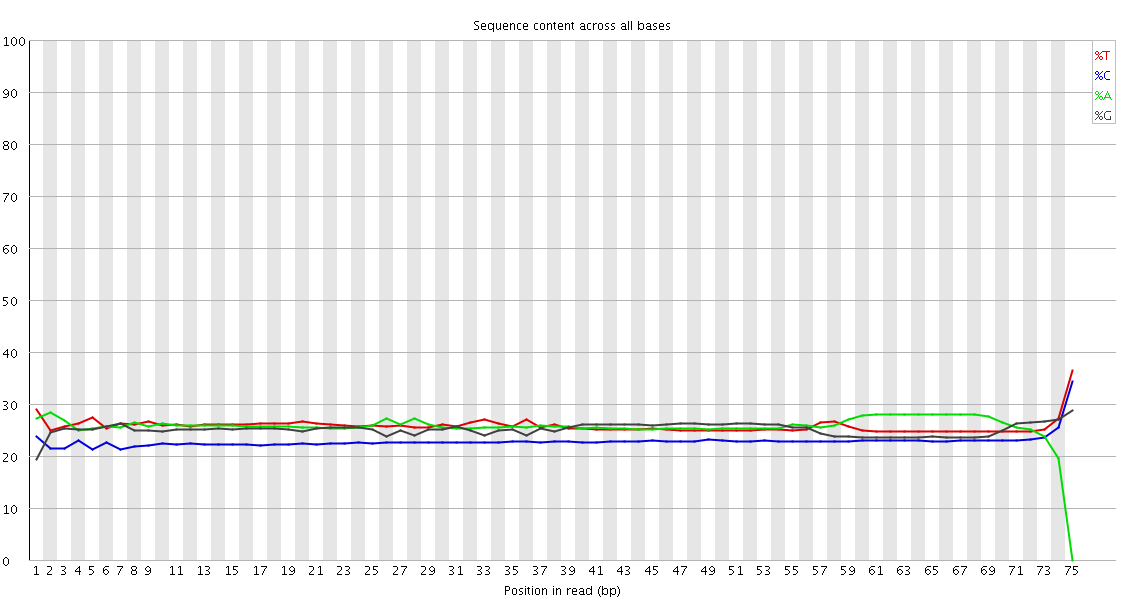 Sequence content across all bases
100
90
80
70
60
50
40
30
20
10
0
%T
%C
%A
%G
1 2 3 4 5 6 7 8 9 11 13 15 17 19 21 23 25 27 29 31 33 35 37 39 41 43 45 47 49 51 53 55 57 59 61 63 65 67 69 71 73 75
Position in read (bp)